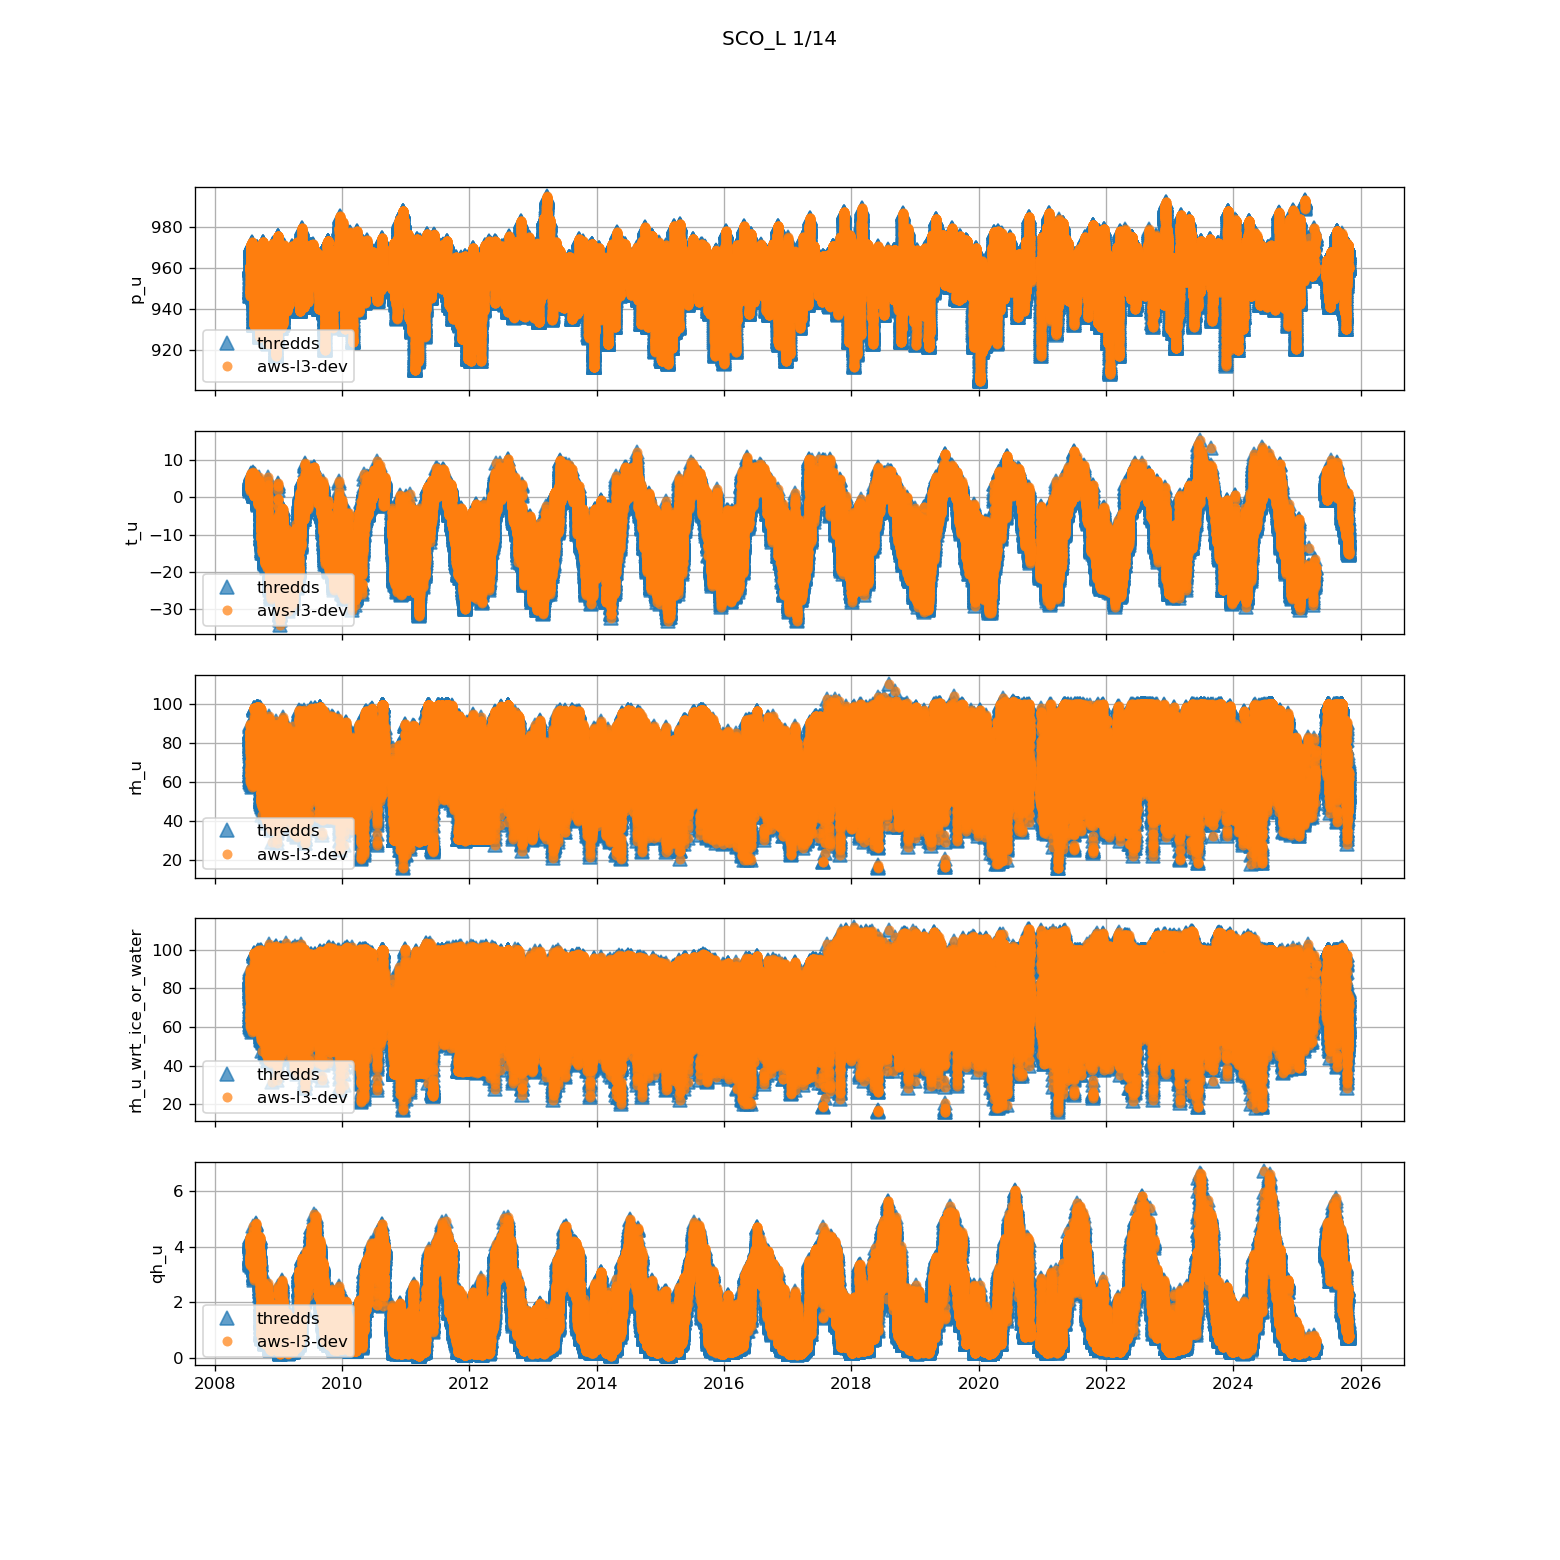 SCO_L 1/14
980
960
940
920
p_u
thredds
aws-l3-dev
10
0
−10
−20
−30
t_u
thredds
aws-l3-dev
100
80
60
40
20
rh_u
thredds
aws-l3-dev
100
80
60
40
20
rh_u_wrt_ice_or_water
thredds
aws-l3-dev
6
4
2
0
qh_u
thredds
aws-l3-dev
2008 2010 2012 2014 2016 2018 2020 2022 2024 2026